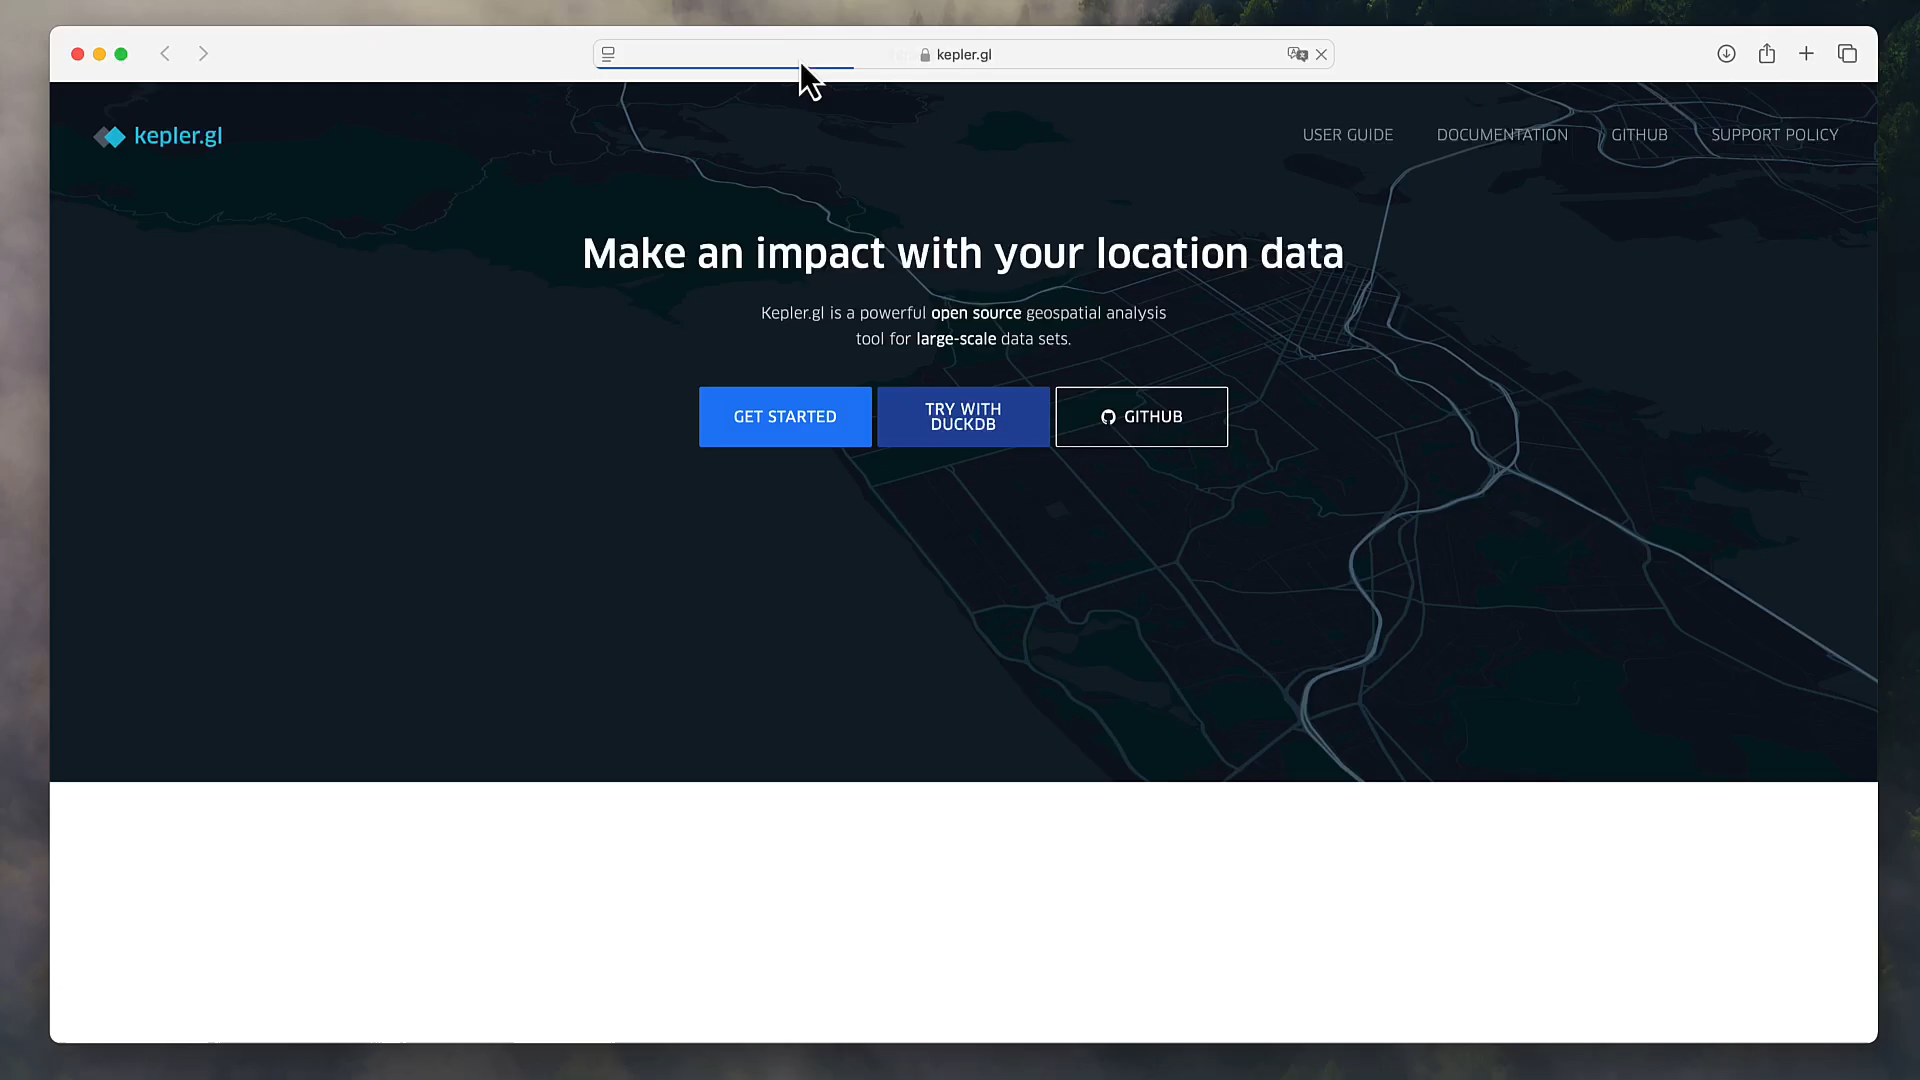 kepler.gl
kepler.gl
USER GUIDE
DOCUMENTATION
GITHUB
SUPPORT POLICY
Make an impact with your location data
Kepler.gl is a powerful open source geospatial analysis
tool for large-scale data sets.
GET STARTED
TRY WITH
DUCKDB
GITHUB